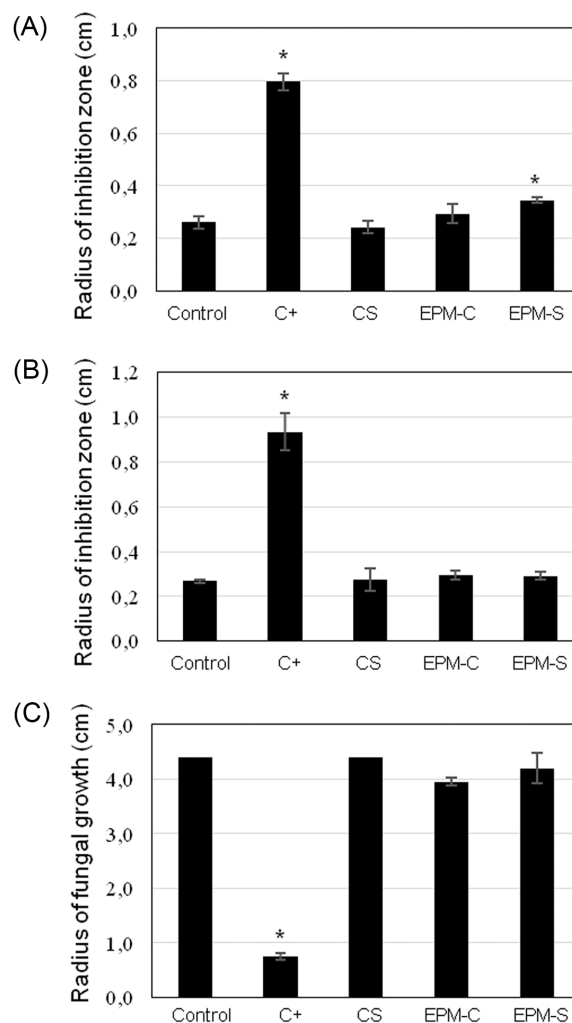 (A)
Radius of inhibition zone (cm)
1,0
0,8
0,6
0,4
0,2
0,0
*
*
Control C+ CS EPM-C EPM-S
(B)
Radius of inhibition zone (cm)
1,2
1,0
0,8
0,6
0,4
0,2
0,0
*
Control C+ CS EPM-C EPM-S
(C)
Radius of fungal growth (cm)
5,0
4,0
3,0
2,0
1,0
0,0
*
Control C+ CS EPM-C EPM-S